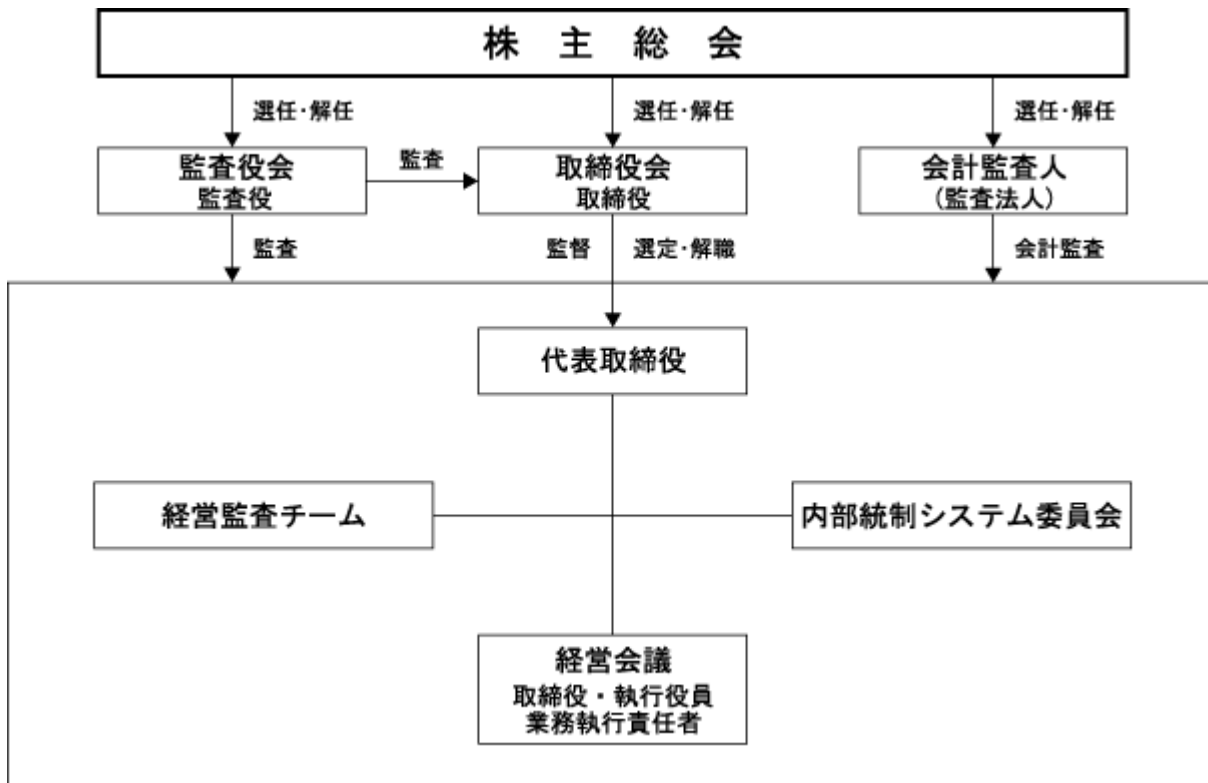 株主総会
選任・解任
選任・解任
選任・解任
監査役会
監査役
監査
取締役会
取締役
会計監査人
（監査法人）
監査
監督
選定・解職
会計監査
代表取締役
経営監査チーム
内部統制システム委員会
経営会議
取締役・執行役員
業務執行責任者